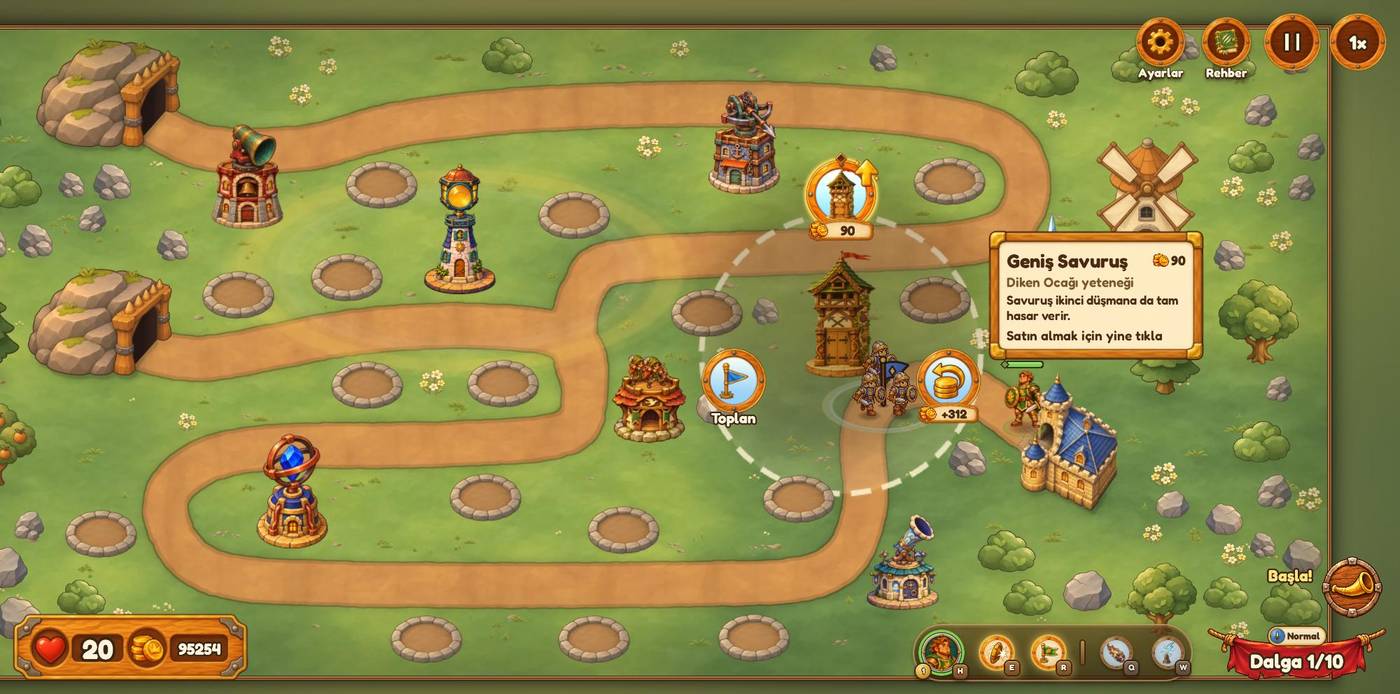 Ayarlar
Rehber
1x
90
Geniş Savuruş
90
Diken Ocağı yeteneği
Savuruş ikinci düşmana da tam
hasar verir.
Satın almak için yine tıkla
Toplan
+312
Başla!
20
95254
1
H
E
R
Q
W
Normal
Dalga 1/10